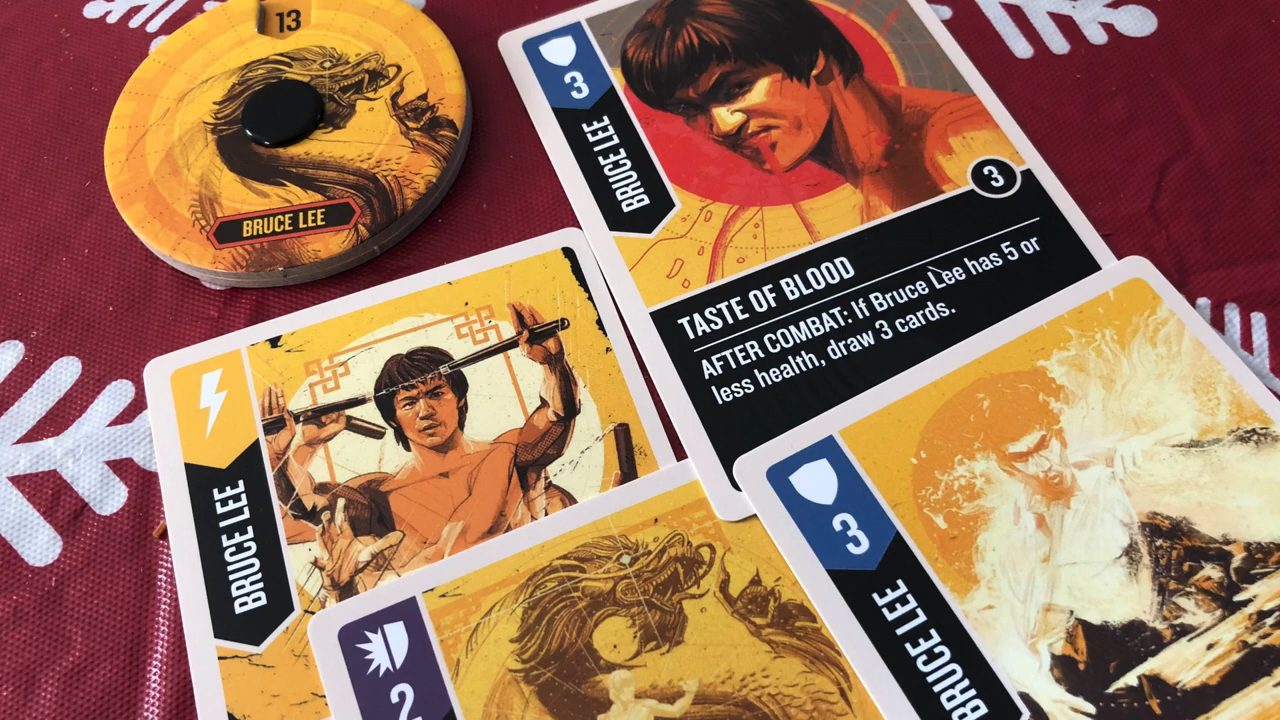 13
BRUCE LEE
3
BRUCE LEE
3
TASTE OF BLOOD
AFTER COMBAT: If Bruce Lee has 5 or
less health, draw 3 cards.
BRUCE LEE
2
3
BRUCE LEE